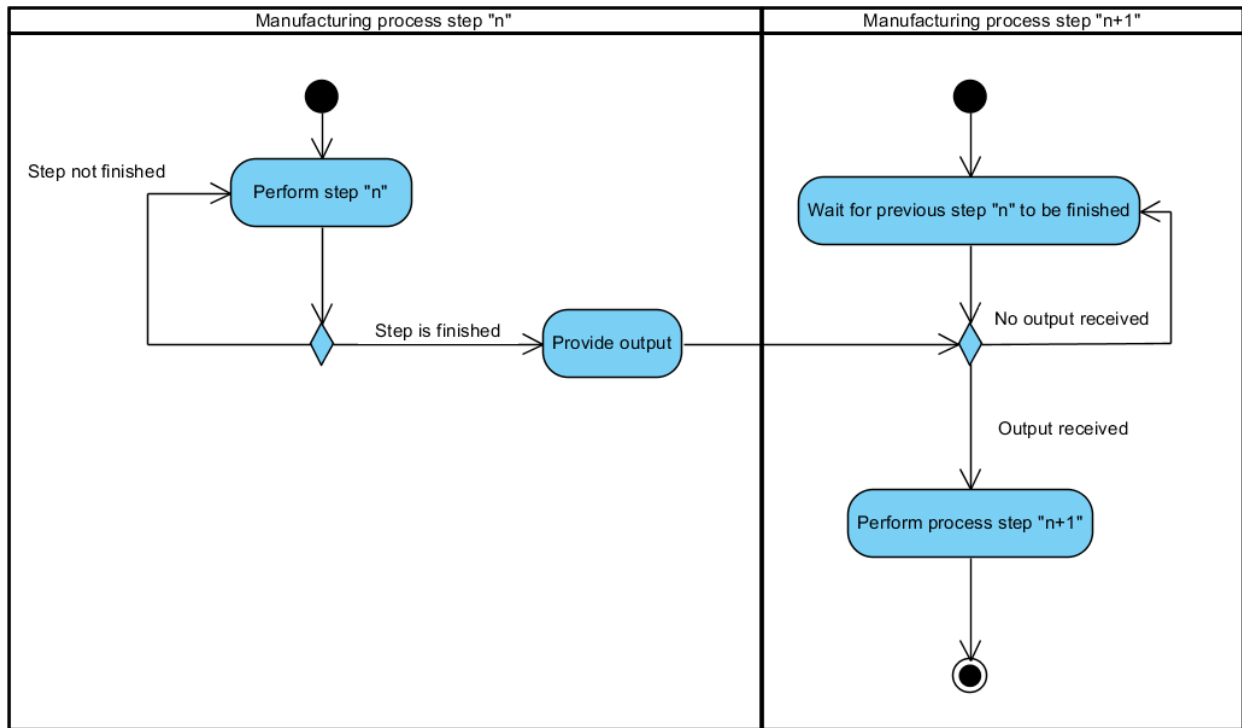 Manufacturing process step "n"
Manufacturing process step "n+1"
Step not finished
Perform step "n"
Wait for previous step "n" to be finished
Step is finished
Provide output
No output received
Output received
Perform process step "n+1"